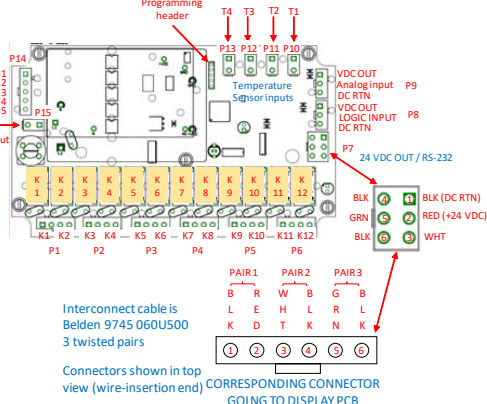 Programming
header
T4 T3 T2 T1
P13 P12 P11 P10
P14
1
2
3
4
5
P15
ut
Temperature
Sensor inputs
VDC OUT
Analog input P9
DC RTN
VDC OUT
LOGIC INPUT P8
DC RTN
P7
24 VDC OUT / RS-232
K K K K K K K K K K K K
1 2 3 4 5 6 7 8 9 10 11 12
K1 K2 K3 K4 K5 K6 K7 K8 K9 K10 K11 K12
P1 P2 P3 P4 P5 P6
BLK 4 1 BLK (DC RTN)
GRN 5 2 RED (+24 VDC)
BLK 6 3 WHT
PAIR 1 PAIR 2 PAIR 3
B R W B G B
L E H L R L
K D T K N K
1 2 3 4 5 6
Interconnect cable is
Belden 9745 060U500
3 twisted pairs
Connectors shown in top
view (wire-insertion end)
CORRESPONDING CONNECTOR
GOING TO DISPLAY PCB